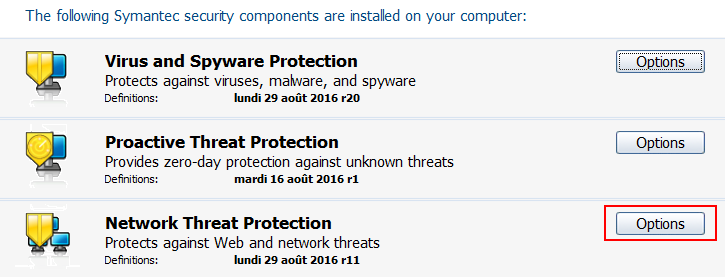 The following Symantec security components are installed on your computer:
Virus and Spyware Protection
Options
Protects against viruses, malware, and spyware
Definitions: lundi 29 août 2016 r20
Proactive Threat Protection
Options
Provides zero-day protection against unknown threats
Definitions: mardi 16 août 2016 r1
Network Threat Protection
Options
Protects against Web and network threats
Definitions: lundi 29 août 2016 r11